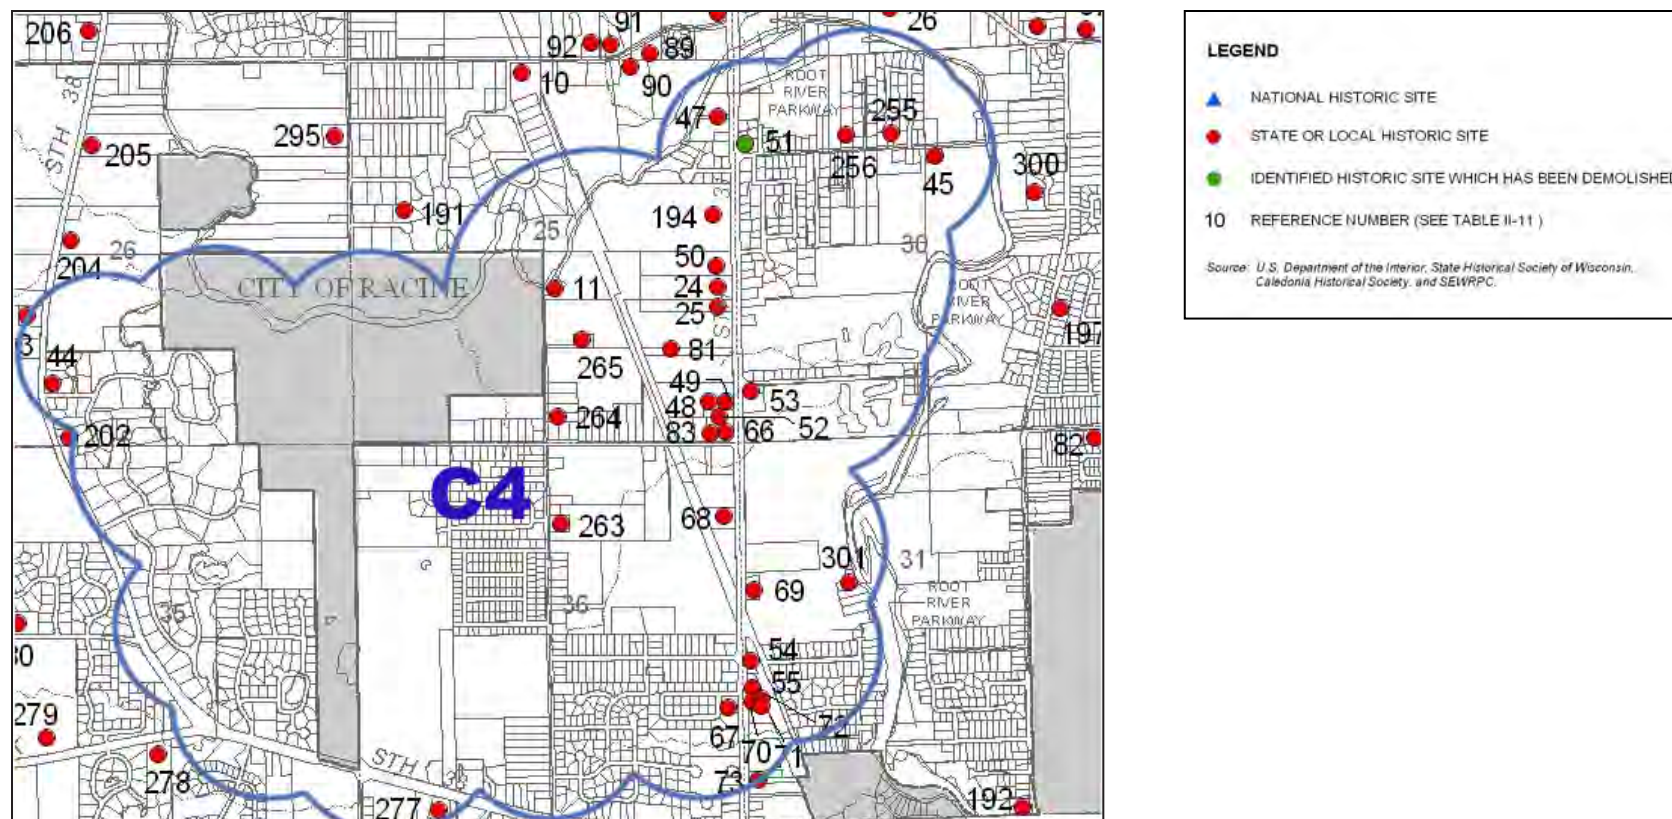 91
26
206
92
89
10
90
ROOT
RIVER
PARKWAY
STH 38
47
255
295
51
205
256
45
300
191
194
25
26
30
50
204
CITY OF RACINE
11
24
ROOT
RIVER
PARKWAY
25
3
197
44
265
81
49
53
48
264
202
83
66
52
82
C4
263
68
301
31
69
ROOT
RIVER
PARKWAY
36
35
30
54
55
279
67
72
70
71
STH
278
73
277
192
LEGEND
NATIONAL HISTORIC SITE
STATE OR LOCAL HISTORIC SITE
IDENTIFIED HISTORIC SITE WHICH HAS BEEN DEMOLISHED
10 REFERENCE NUMBER (SEE TABLE II-11 )
Source: U.S. Department of the Interior, State Historical Society of Wisconsin,
Caledonia Historical Society, and SEWRPC.